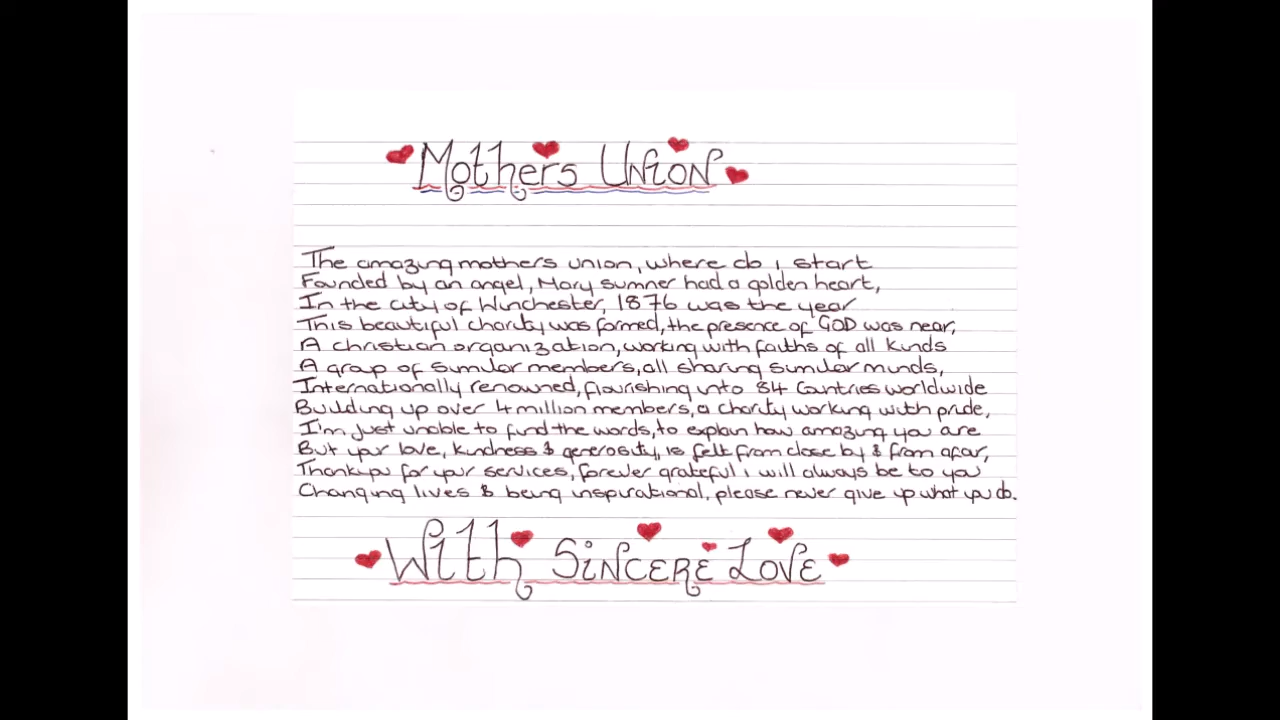 Mothers Union
The amazing mothers union, where do i start
Founded by an angel, Mary sumner had a golden heart,
In the city of Winchester, 1876 was the year
This beautiful charity was formed, the presence of GOD was near,
A christian organization, working with faiths of all kinds
A group of similar members, all sharing similar minds,
Internationally renowned, flourishing into 84 Countries worldwide
Building up over 4 million members, a charity working with pride,
I'm just unable to find the words, to explain how amazing you are
But your love, kindness & generosity, is felt from close by & from afar,
Thankyou for your services, forever grateful i will always be to you
Changing lives & being inspirational, please never give up what you do.
With Sincere Love